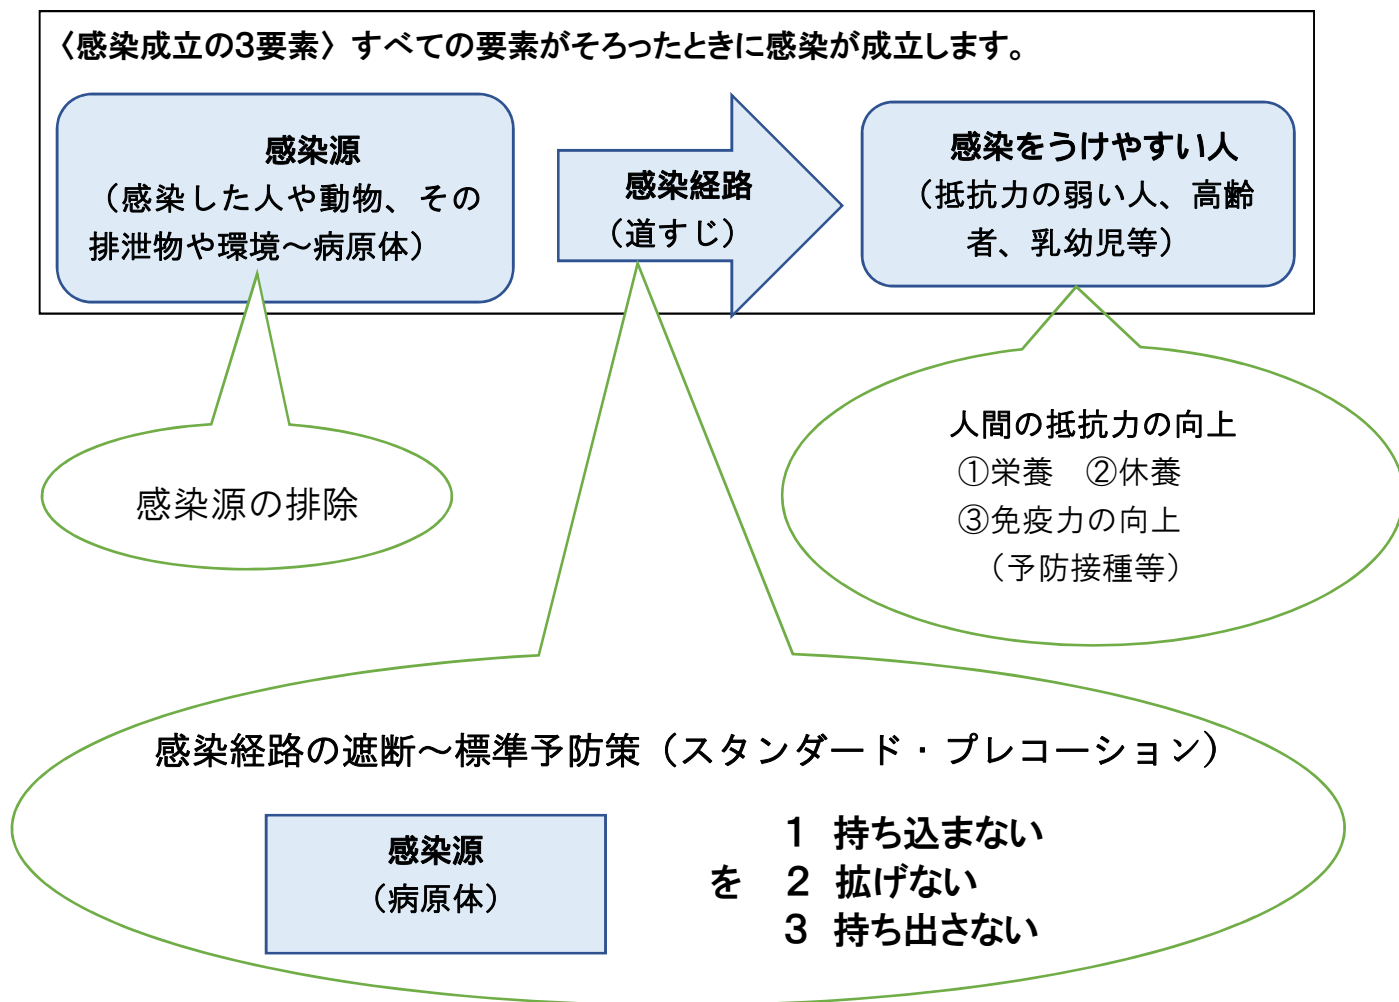 〈感染成立の3要素〉 すべての要素がそろったときに感染が成立します。
感染源
（感染した人や動物、その
排泄物や環境～病原体）
感染経路
（道すじ）
感染をうけやすい人
（抵抗力の弱い人、高齢
者、乳幼児等）
感染源の排除
人間の抵抗力の向上
①栄養　②休養
③免疫力の向上
（予防接種等）
感染経路の遮断～標準予防策（スタンダード・プレコーション）
感染源
（病原体）
を
1　持ち込まない
2　拡げない
3　持ち出さない